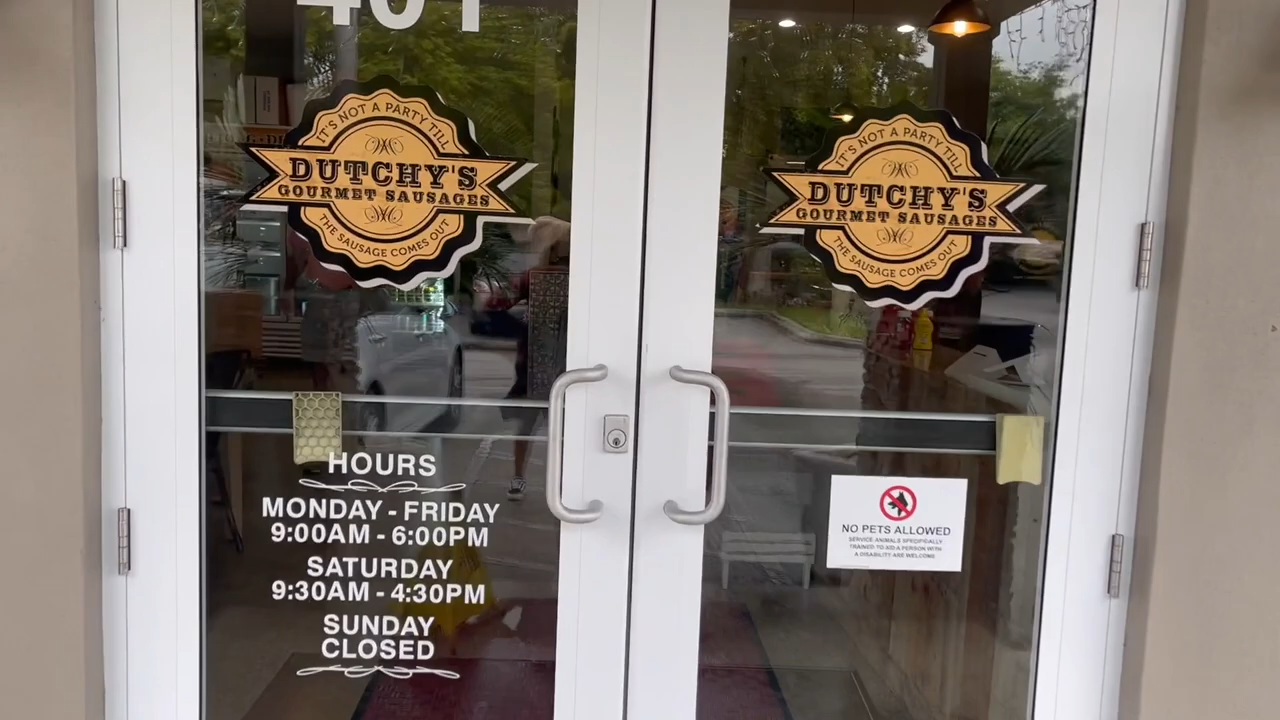 401
IT'S NOT A PARTY TILL
DUTCHY'S
GOURMET SAUSAGES
THE SAUSAGE COMES OUT
IT'S NOT A PARTY TILL
DUTCHY'S
GOURMET SAUSAGES
THE SAUSAGE COMES OUT
HOURS
MONDAY - FRIDAY
9:00AM - 6:00PM
SATURDAY
9:30AM - 4:30PM
SUNDAY
CLOSED
NO PETS ALLOWED
SERVICE ANIMALS SPECIFICALLY
TRAINED TO AID A PERSON WITH
A DISABILITY ARE WELCOME